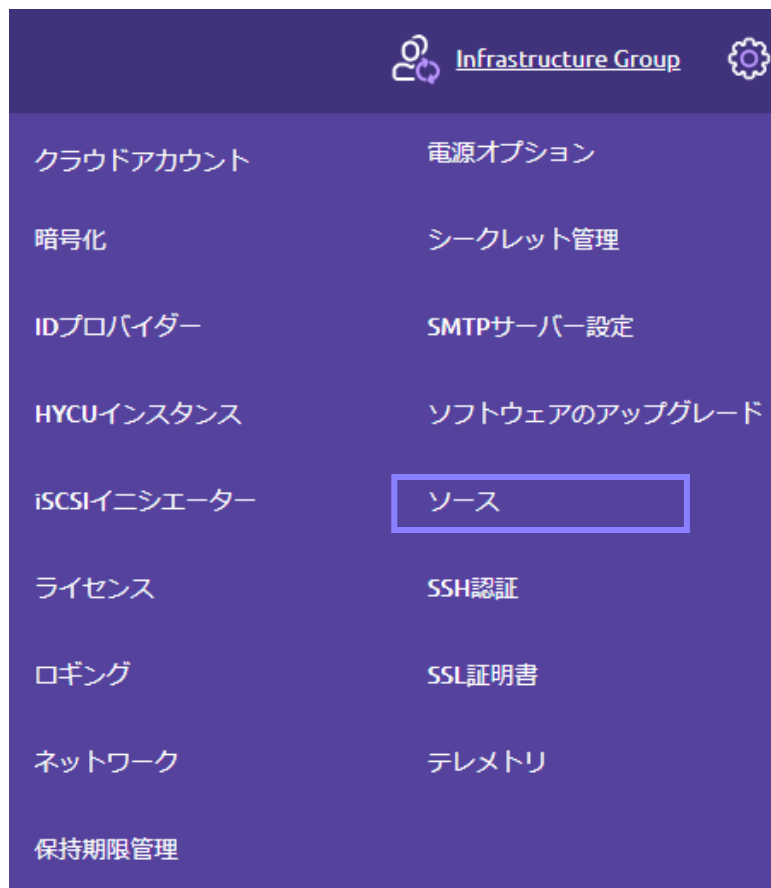 Infrastructure Group
クラウドアカウント
暗号化
IDプロバイダー
HYCUインスタンス
iSCSIイニシエーター
ライセンス
ロギング
ネットワーク
保持期限管理
電源オプション
シークレット管理
SMTPサーバー設定
ソフトウェアのアップグレード
ソース
SSH認証
SSL証明書
テレメトリ